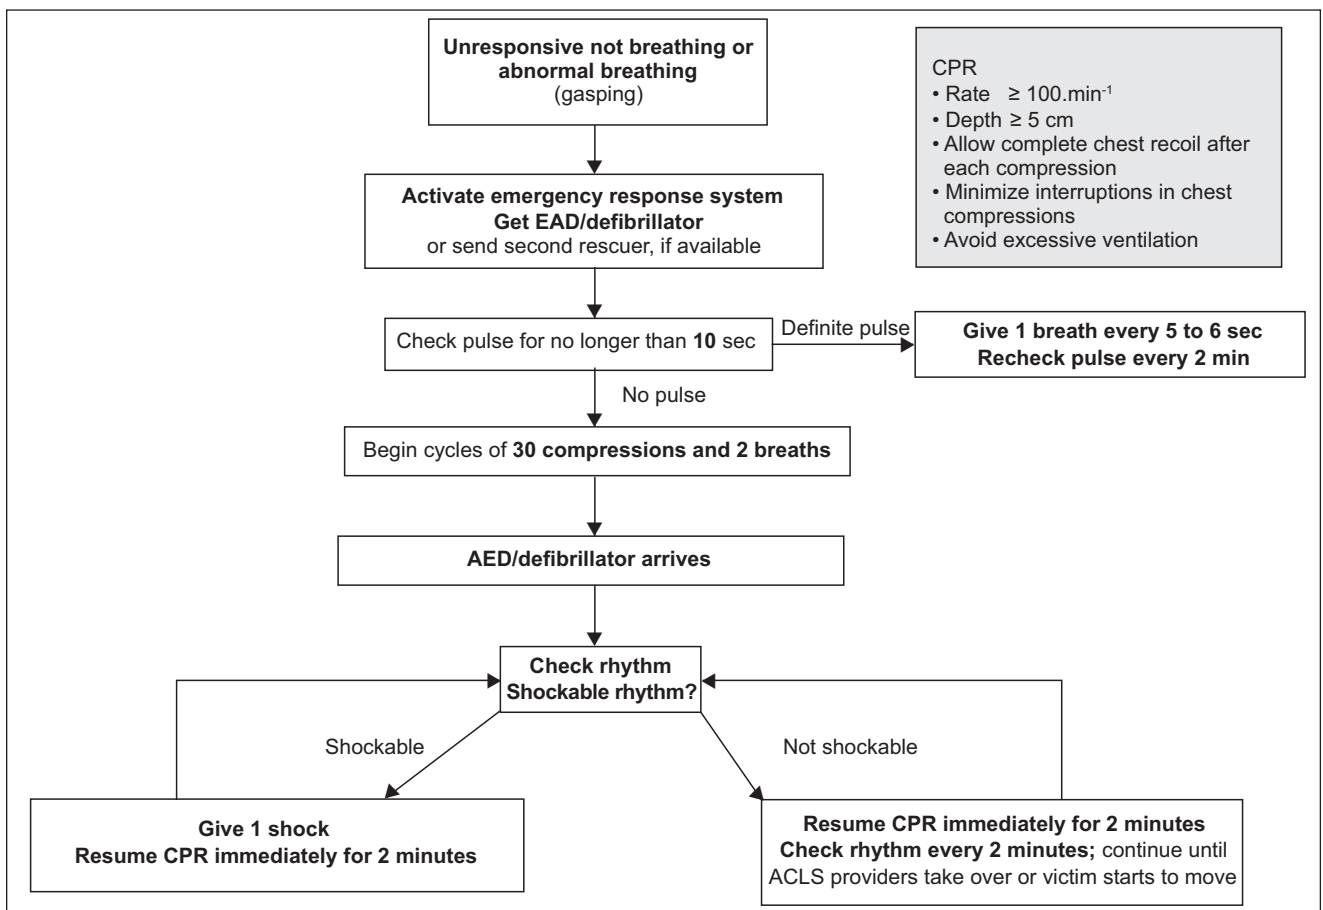 Unresponsive not breathing or
abnormal breathing
(gasping)
CPR
• Rate ≥ 100.min⁻¹
• Depth ≥ 5 cm
• Allow complete chest recoil after
each compression
• Minimize interruptions in chest
compressions
• Avoid excessive ventilation
Activate emergency response system
Get EAD/defibrillator
or send second rescuer, if available
Check pulse for no longer than 10 sec
Definite pulse
Give 1 breath every 5 to 6 sec
Recheck pulse every 2 min
No pulse
Begin cycles of 30 compressions and 2 breaths
AED/defibrillator arrives
Check rhythm
Shockable rhythm?
Shockable
Not shockable
Give 1 shock
Resume CPR immediately for 2 minutes
Resume CPR immediately for 2 minutes
Check rhythm every 2 minutes; continue until
ACLS providers take over or victim starts to move